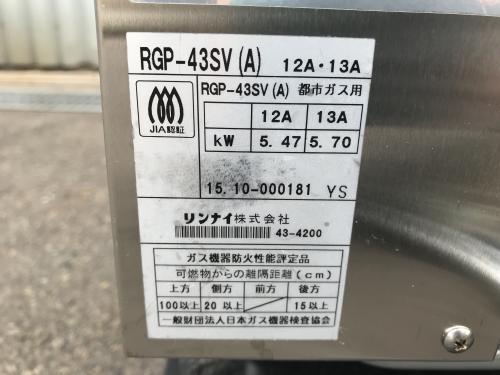 RGP-43SV(A) 12A・13A
JIA認証
RGP-43SV(A) 都市ガス用
12A 13A
kW 5.47 5.70
15.10-000181 YS
リンナイ株式会社
43-4200
ガス機器防火性能評定品
可燃物からの離隔距離(cm)
上方 側方 前方 後方
100以上 20以上 15以上
一般財団法人日本ガス機器検査協会